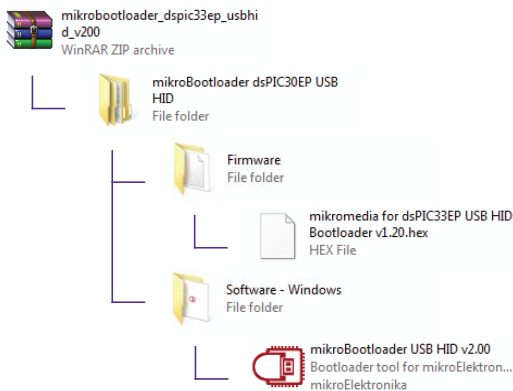 mikrobootloader_dspic33ep_usbhi
d_v200
WinRAR ZIP archive
mikroBootloader dsPIC30EP USB
HID
File folder
Firmware
File folder
mikromedia for dsPIC33EP USB HID
Bootloader v1.20.hex
HEX File
Software - Windows
File folder
mikroBootloader USB HID v2.00
Bootloader tool for mikroElektron...
mikroElektronika